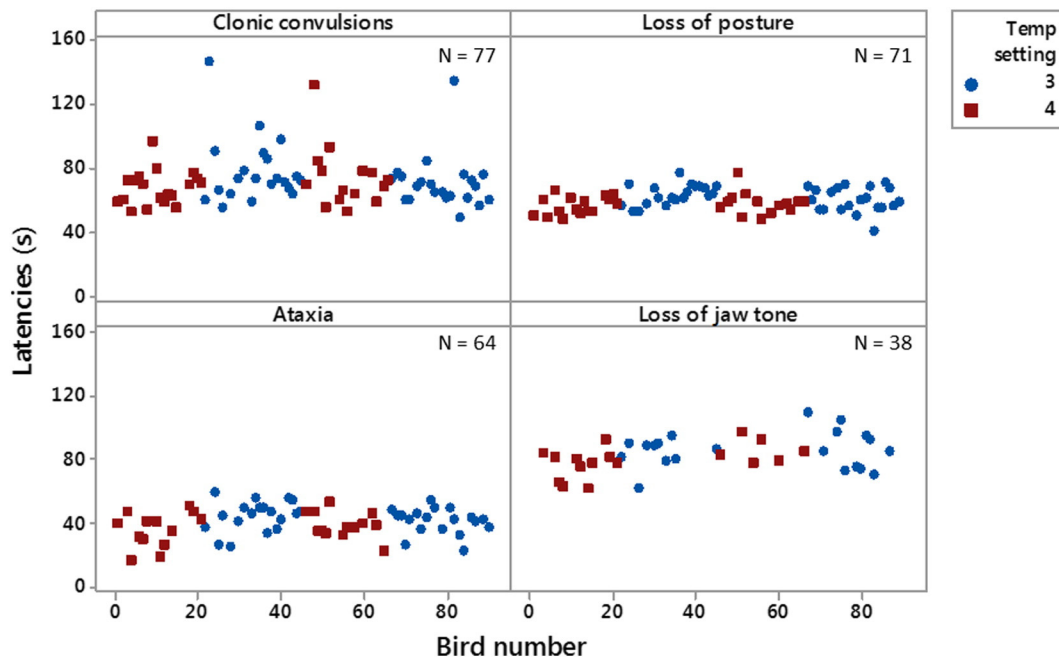 Clonic convulsions
Loss of posture
Temp
setting
3
4
N = 77
N = 71
160
120
80
40
0
Ataxia
Loss of jaw tone
N = 64
N = 38
160
120
80
40
0
Latencies (s)
0 20 40 60 80
0 20 40 60 80
Bird number